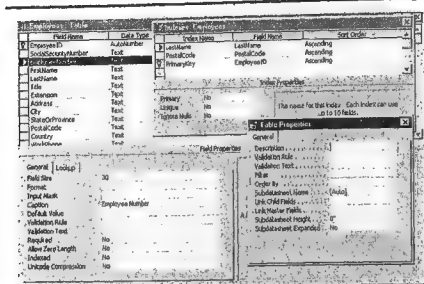 Employees : Table
Field Name Data Type
EmployeeID AutoNumber
SocialSecurityNumber Text
Text
FirstName Text
LastName Text
Title Text
Extension Text
Address Text
City Text
StateOrProvince Text
PostalCode Text
Country Text
Text
Indexes: Employees
Index Name Field Name Sort Order
LastName LastName Ascending
PostalCode PostalCode Ascending
PrimaryKey EmployeeID Ascending
Index Properties
Primary No
Unique No
Ignore Nulls No
The name for this index. Each index can use
up to 10 fields.
Field Properties
General Lookup
Field Size
Format
Input Mask
Caption Employee Number
Default Value
Validation Rule
Validation Text
Required No
Allow Zero Length No
Indexed No
Unicode Compression No
Table Properties
General
Description
Validation Rule
Validation Text
Filter
Order By
Subdatasheet Name [Auto]
Link Child Fields
Link Master Fields
Subdatasheet Height 0"
Subdatasheet Expanded No